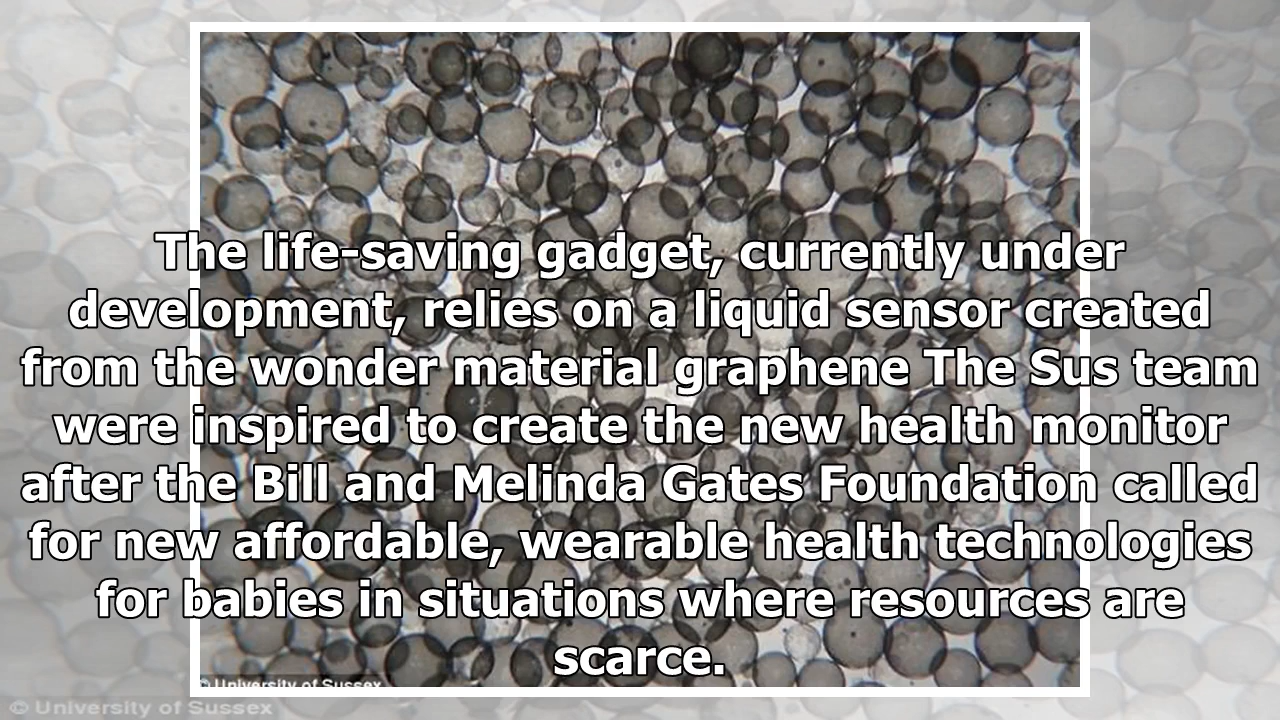 The life-saving gadget, currently under
development, relies on a liquid sensor created
from the wonder material graphene The Sus team
were inspired to create the new health monitor
after the Bill and Melinda Gates Foundation called
for new affordable, wearable health technologies
for babies in situations where resources are
scarce.
© University of Sussex
© University of Sussex